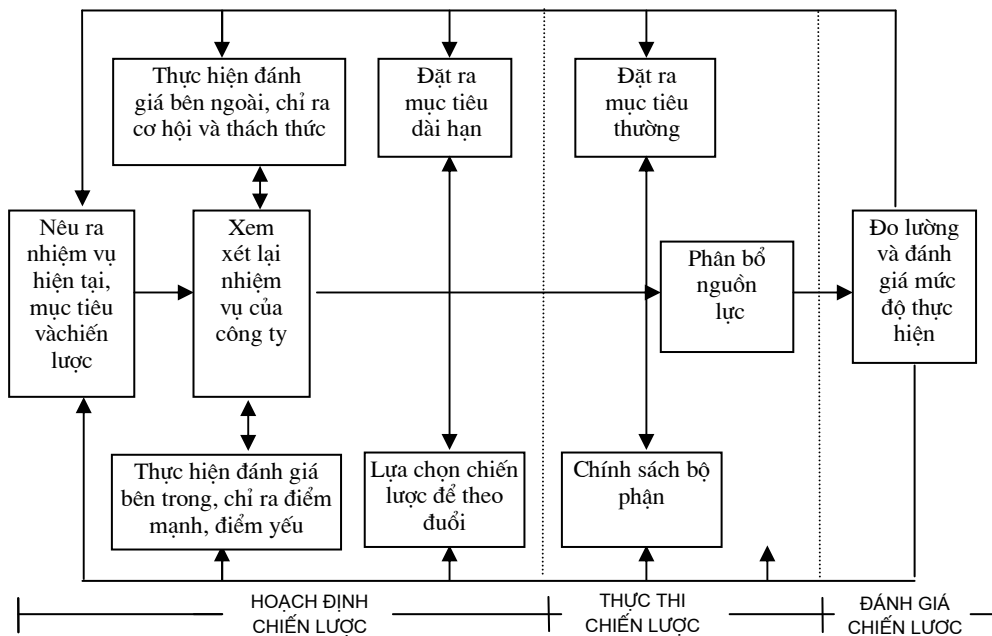 Thực hiện đánh
giá bên ngoài, chỉ ra
cơ hội và thách thức
Đặt ra
mục tiêu
dài hạn
Đặt ra
mục tiêu
thường
Nêu ra
nhiệm vụ
hiện tại,
mục tiêu
vàchiến
lược
Xem
xét lại
nhiệm
vụ của
công ty
Phân bổ
nguồn
lực
Đo lường
và đánh
giá mức
độ thực
hiện
Thực hiện đánh giá
bên trong, chỉ ra điểm
mạnh, điểm yếu
Lựa chọn chiến
lược để theo
đuổi
Chính sách bộ
phận
HOẠCH ĐỊNH
CHIẾN LƯỢC
THỰC THI
CHIẾN LƯỢC
ĐÁNH GIÁ
CHIẾN LƯỢC